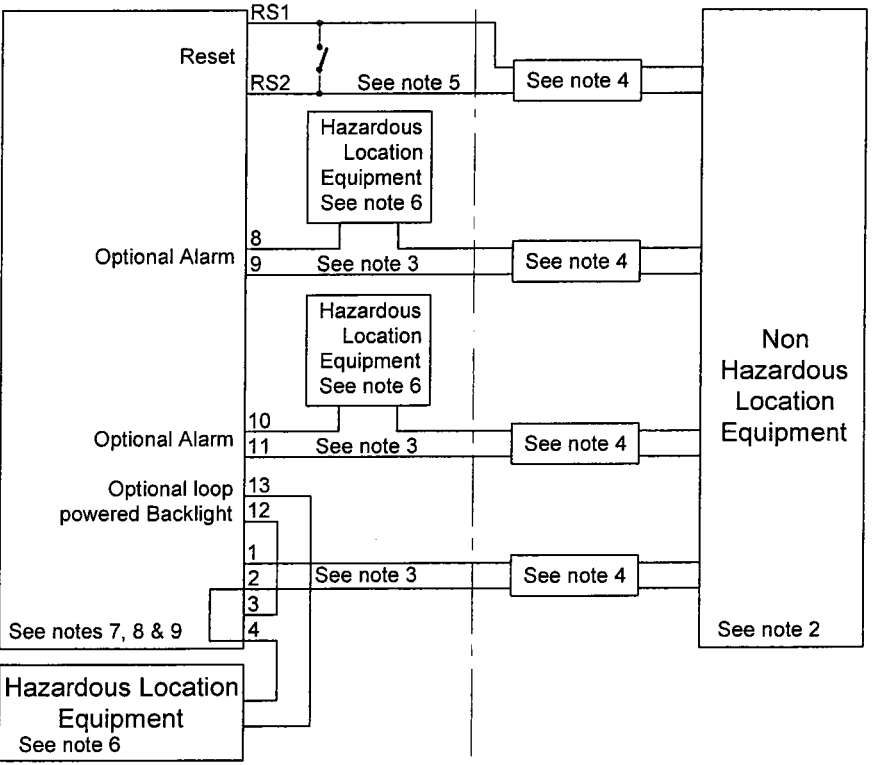 RS1
Reset
RS2
See note 5
See note 4
Hazardous
Location
Equipment
See note 6
8
Optional Alarm
9
See note 3
See note 4
Hazardous
Location
Equipment
See note 6
10
Optional Alarm
11
See note 3
See note 4
Non
Hazardous
Location
Equipment
Optional loop
powered Backlight
13
12
1
2
See note 3
See note 4
3
4
See notes 7, 8 & 9
See note 2
Hazardous Location
Equipment
See note 6